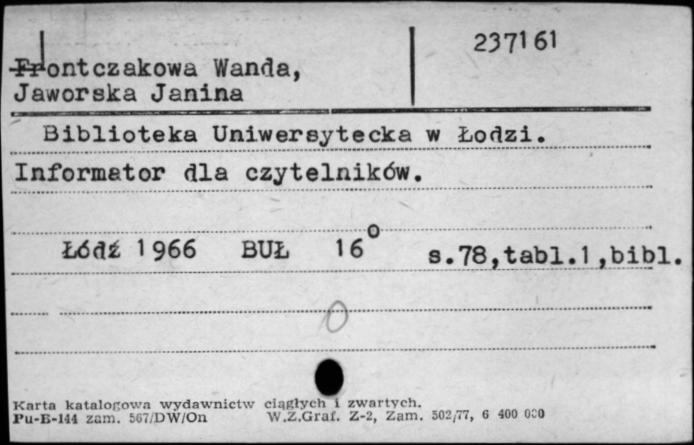 237161
Frontczakowa Wanda,
Jaworska Janina
Biblioteka Uniwersytecka w Łodzi.
Informator dla czytelników.
Łódź 1966 BUŁ 16° s.78,tabl.1,bibl.
0
Karta katalogowa wydawnictw ciągłych i zwartych.
Pu-B-144 zam. 567/DW/On W.Z.Graf. Z-2, Zam. 502/77, 6 400 000